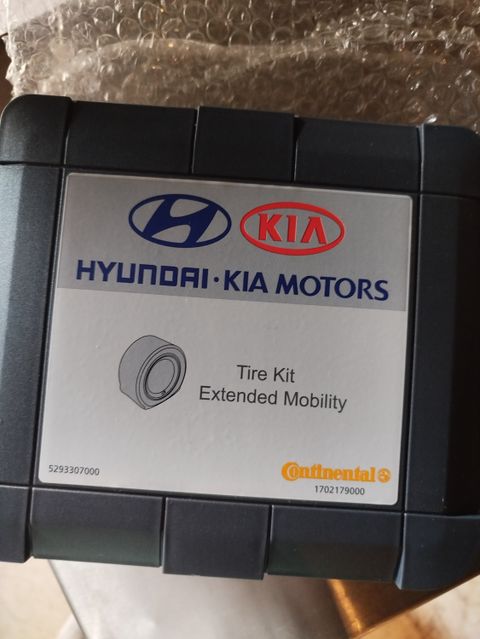 KIA
HYUNDAI · KIA MOTORS
Tire Kit
Extended Mobility
5293307000
Continental
1702179000